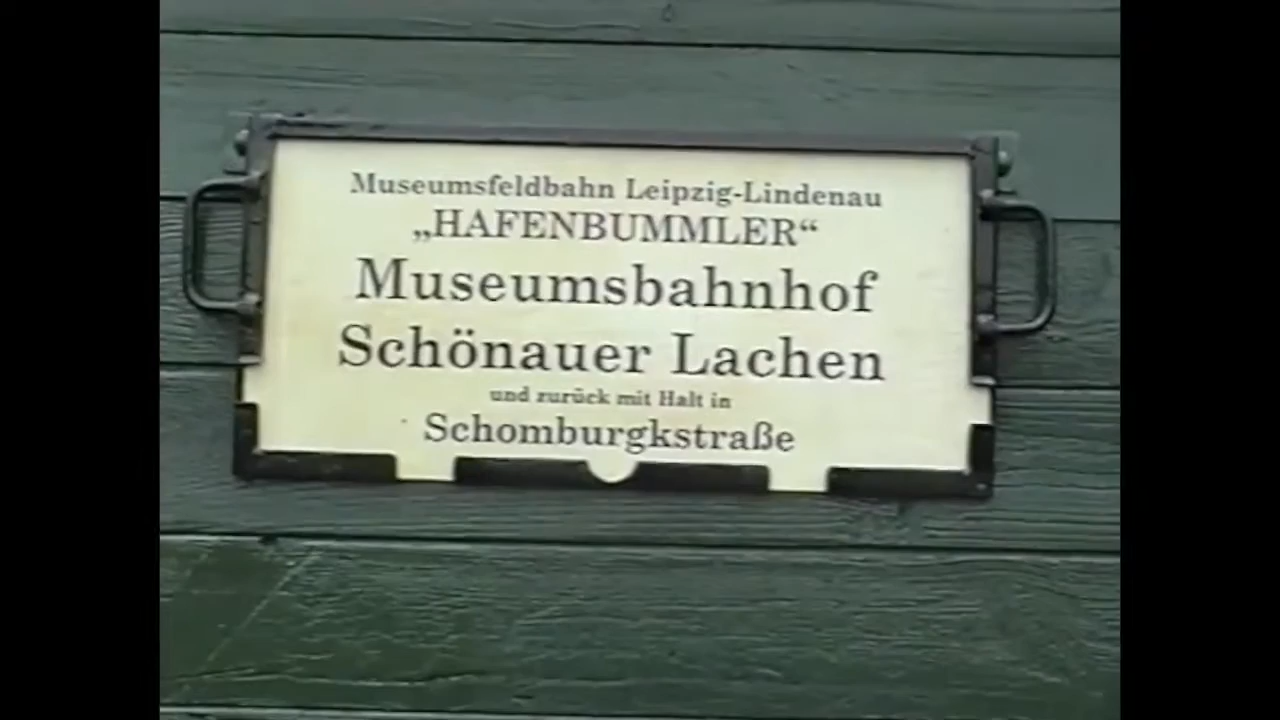 Museumsfeldbahn Leipzig-Lindenau
„HAFENBUMMLER“
Museumsbahnhof
Schönauer Lachen
und zurück mit Halt in
Schomburgkstraße